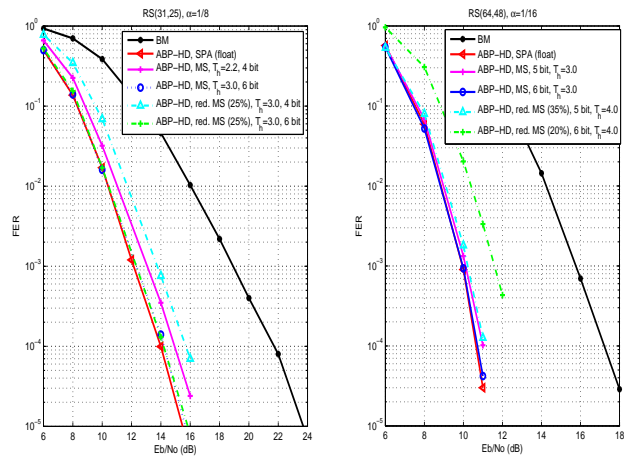 RS(31,25), α=1/8
10^0
10^-1
10^-2
10^-3
10^-4
10^-5
FER
6 8 10 12 14 16 18 20 22 24
Eb/No (dB)
BM
ABP-HD, SPA (float)
ABP-HD, MS, T_h=2.2, 4 bit
ABP-HD, MS, T_h=3.0, 6 bit
ABP-HD, red. MS (25%), T_h=3.0, 4 bit
ABP-HD, red. MS (25%), T_h=3.0, 6 bit
RS(64,48), α=1/16
10^0
10^-1
10^-2
10^-3
10^-4
10^-5
FER
6 8 10 12 14 16 18
Eb/No (dB)
BM
ABP-HD, SPA (float)
ABP-HD, MS, 5 bit, T_h=3.0
ABP-HD, MS, 6 bit, T_h=3.0
ABP-HD, red. MS (35%), 5 bit, T_h=4.0
ABP-HD, red. MS (20%), 6 bit, T_h=4.0